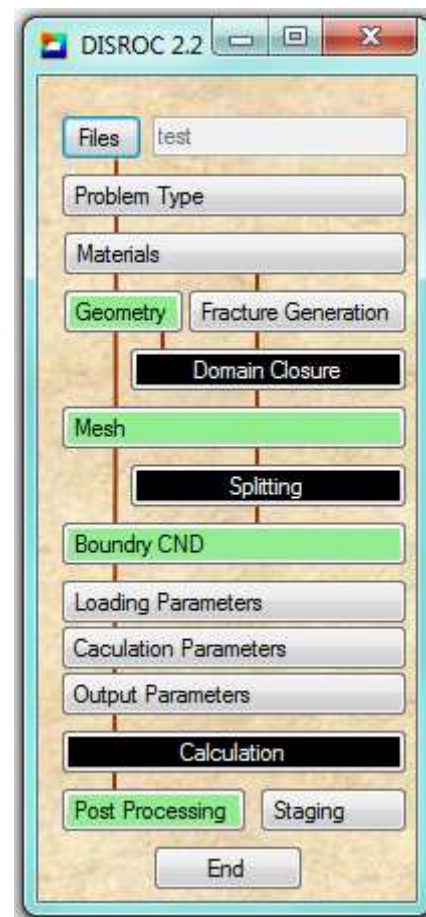 DISROC 2.2
Files test
Problem Type
Materials
Geometry Fracture Generation
Domain Closure
Mesh
Splitting
Boundry CND
Loading Parameters
Caculation Parameters
Output Parameters
Calculation
Post Processing Staging
End